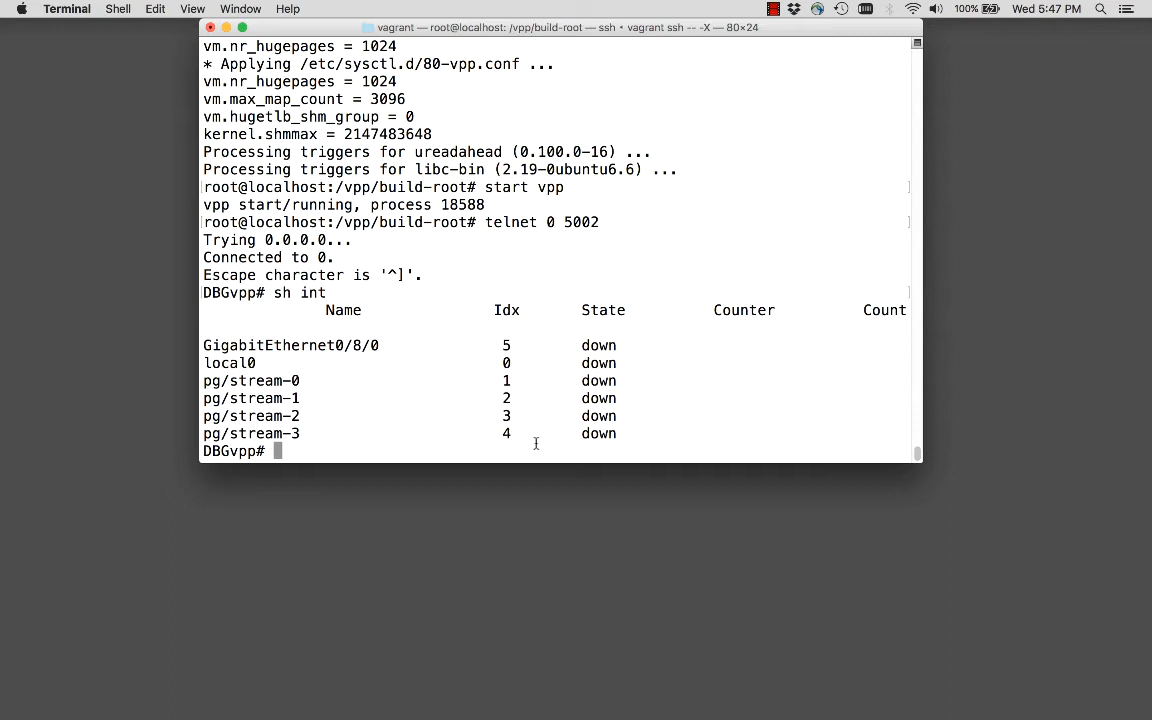 Terminal Shell Edit View Window Help 100% Wed 5:47 PM
vagrant — root@localhost: /vpp/build-root — ssh • vagrant ssh -- -X — 80×24
vm.nr_hugepages = 1024
* Applying /etc/sysctl.d/80-vpp.conf ...
vm.nr_hugepages = 1024
vm.max_map_count = 3096
vm.hugetlb_shm_group = 0
kernel.shmmax = 2147483648
Processing triggers for ureadahead (0.100.0-16) ...
Processing triggers for libc-bin (2.19-0ubuntu6.6) ...
[root@localhost:/vpp/build-root# start vpp ]
vpp start/running, process 18588
[root@localhost:/vpp/build-root# telnet 0 5002 ]
Trying 0.0.0.0...
Connected to 0.
Escape character is '^]'.
[DBGvpp# sh int ]
Name Idx State Counter Count
GigabitEthernet0/8/0 5 down
local0 0 down
pg/stream-0 1 down
pg/stream-1 2 down
pg/stream-2 3 down
pg/stream-3 4 down
DBGvpp#